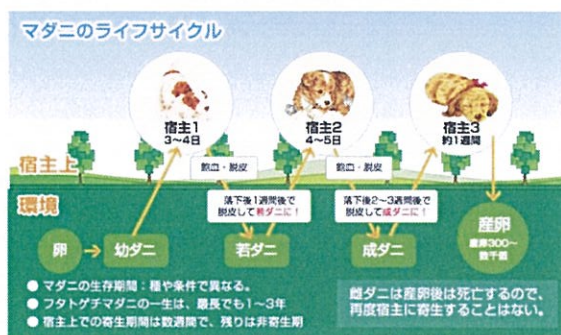 マダニのライフサイクル
宿主1
3〜4日
宿主2
4〜5日
宿主3
約1週間
宿主上
飽血・脱皮
飽血・脱皮
環境
落下後1週間後で
脱皮して若ダニに！
落下後2〜3週間後で
脱皮して成ダニに！
産卵
産卵300〜
数千個
卵
幼ダニ
若ダニ
成ダニ
● マダニの生存期間：種や条件で異なる。
● フタトゲチマダニの一生は、最長でも1〜3年
● 宿主上での寄生期間は数週間で、残りは非寄生期
雌ダニは産卵後は死亡するので、
再度宿主に寄生することはない。